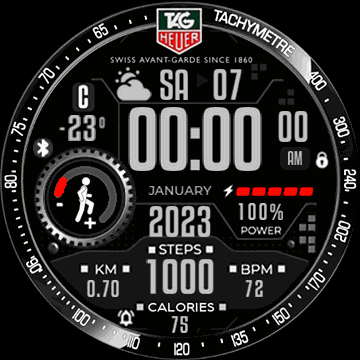 TAG
HEUER
TACHYMETRE
SWISS AVANT-GARDE SINCE 1860
SA 07
C
-23°
00:00
00
AM
JANUARY
2023
100%
POWER
- +
STEPS
1000
KM
0.70
BPM
72
CALORIES
75
65
70
75
80
90
100
110
120
135
150
170
200
240
300
400